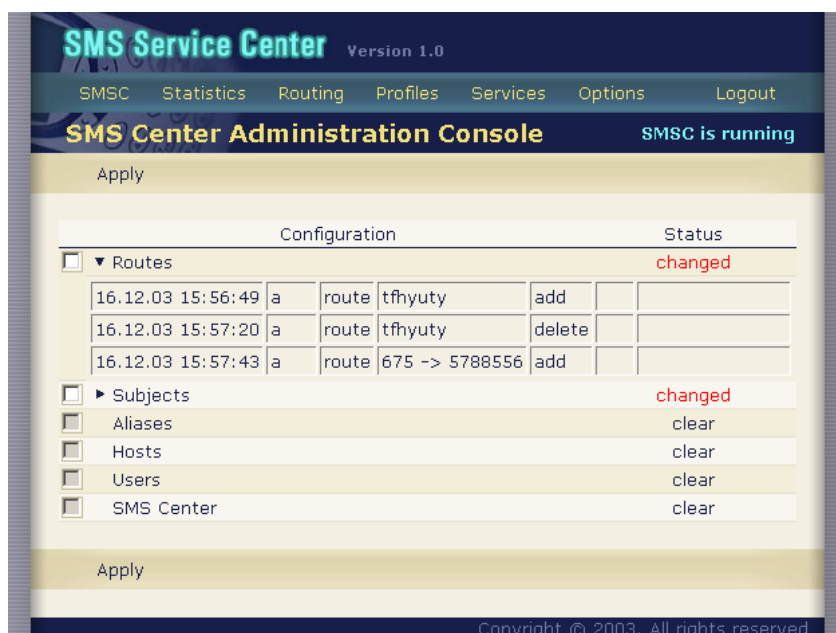 SMS Service Center Version 1.0
SMSC Statistics Routing Profiles Services Options Logout
SMS Center Administration Console SMSC is running
Apply
Configuration Status
Routes changed
16.12.03 15:56:49 a route tfhyuty add
16.12.03 15:57:20 a route tfhyuty delete
16.12.03 15:57:43 a route 675 -> 5788556 add
Subjects changed
Aliases clear
Hosts clear
Users clear
SMS Center clear
Apply
Copyright © 2003. All rights reserved